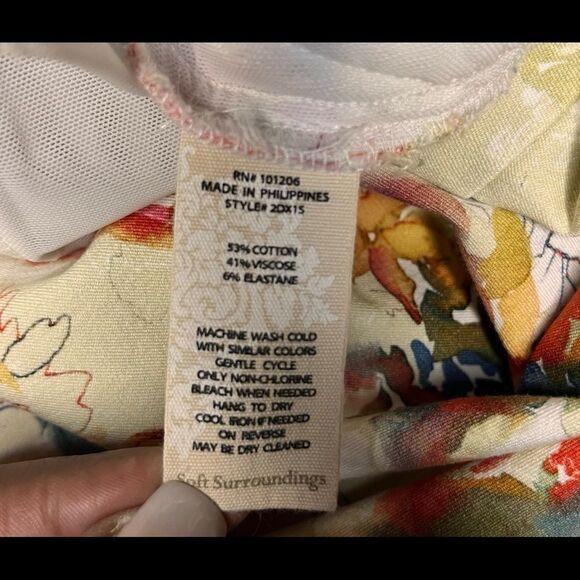 RN# 101206
MADE IN PHILIPPINES
STYLE# 2DX15
53% COTTON
41% VISCOSE
6% ELASTANE
MACHINE WASH COLD
WITH SIMILAR COLORS
GENTLE CYCLE
ONLY NON-CHLORINE
BLEACH WHEN NEEDED
HANG TO DRY
COOL IRON IF NEEDED
ON REVERSE
MAY BE DRY CLEANED
Soft Surroundings